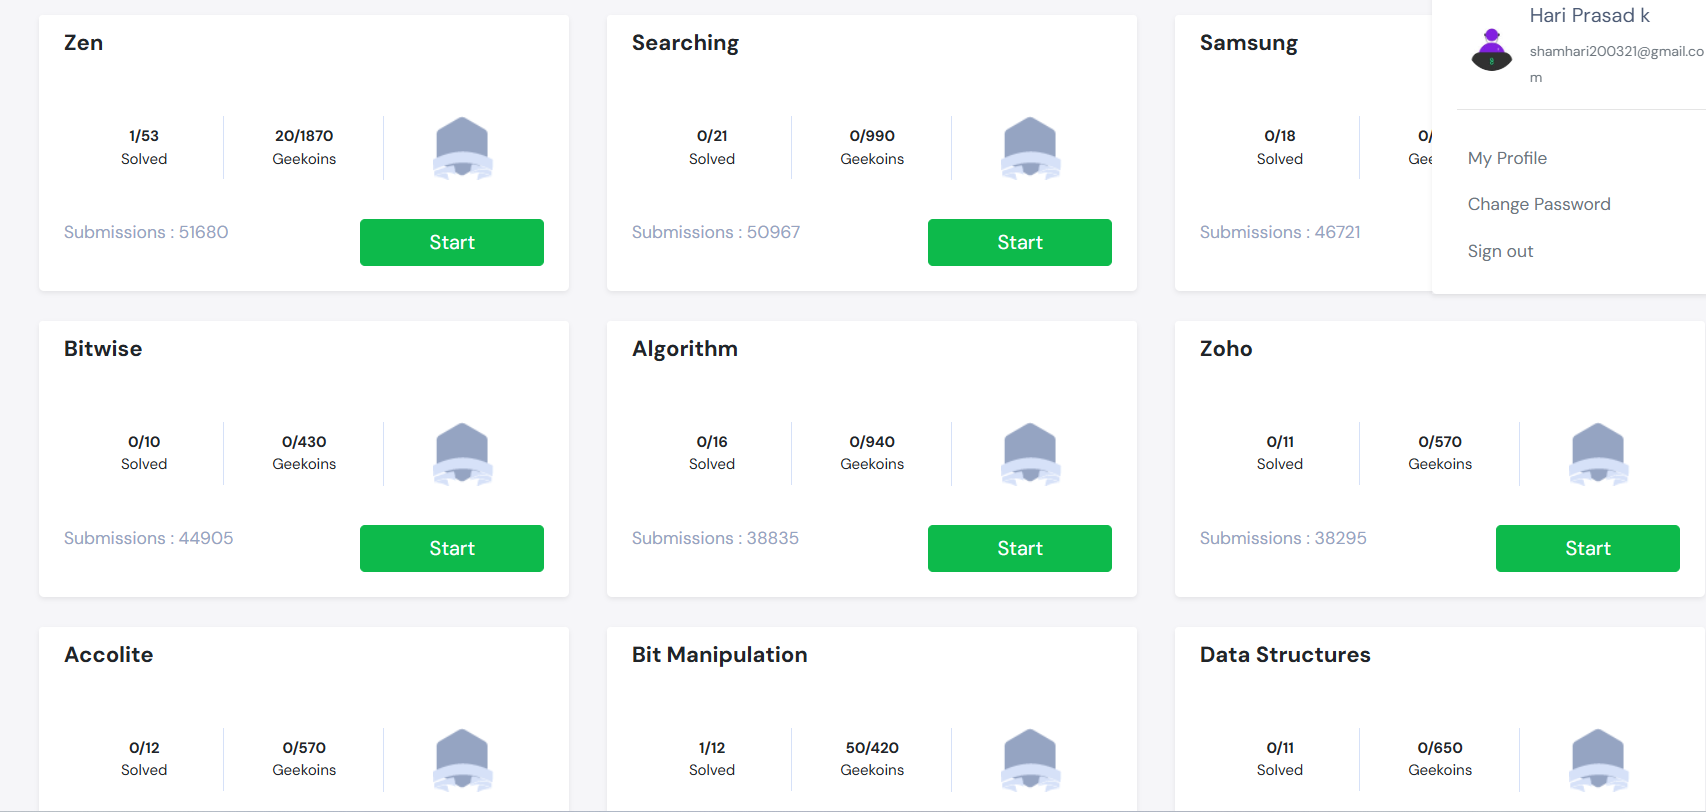 Hari Prasad k
shamhari200321@gmail.co
m
My Profile
Change Password
Sign out
Zen
1/53
Solved
20/1870
Geekoins
Submissions : 51680
Start
Searching
0/21
Solved
0/990
Geekoins
Submissions : 50967
Start
Samsung
0/18
Solved
0/
Gee
Submissions : 46721
Bitwise
0/10
Solved
0/430
Geekoins
Submissions : 44905
Start
Algorithm
0/16
Solved
0/940
Geekoins
Submissions : 38835
Start
Zoho
0/11
Solved
0/570
Geekoins
Submissions : 38295
Start
Accolite
0/12
Solved
0/570
Geekoins
Bit Manipulation
1/12
Solved
50/420
Geekoins
Data Structures
0/11
Solved
0/650
Geekoins